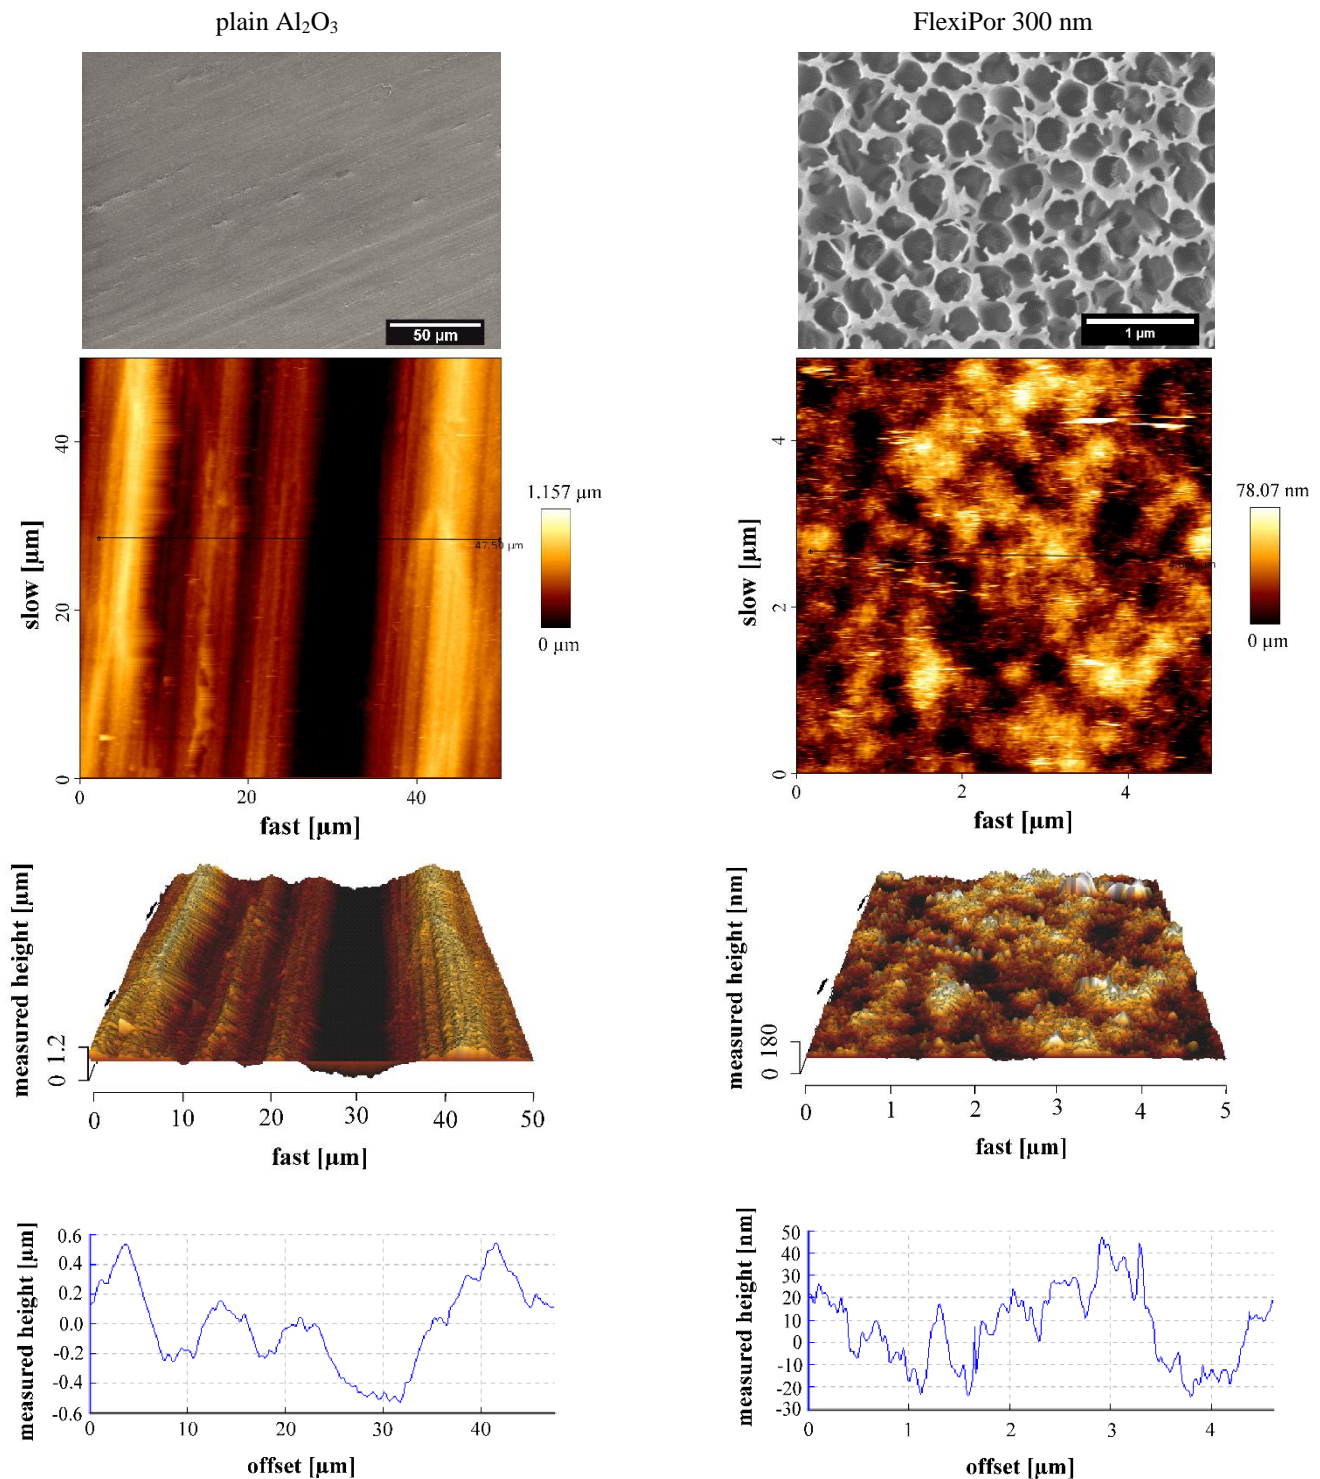 plain Al₂O₃
FlexiPor 300 nm
50 µm
1 µm
40
20
0
slow [µm]
47.50 µm
1.157 µm
0 µm
0
20
40
fast [µm]
4
2
0
slow [µm]
78.07 nm
0 µm
0
2
4
fast [µm]
measured height [µm]
0 1.2
0
10
20
30
40
50
fast [µm]
measured height [nm]
0 180
0
1
2
3
4
5
fast [µm]
measured height [µm]
0.6
0.4
0.2
0.0
-0.2
-0.4
-0.6
0
10
20
30
40
offset [µm]
measured height [nm]
50
40
30
20
10
0
-10
-20
-30
0
1
2
3
4
offset [µm]